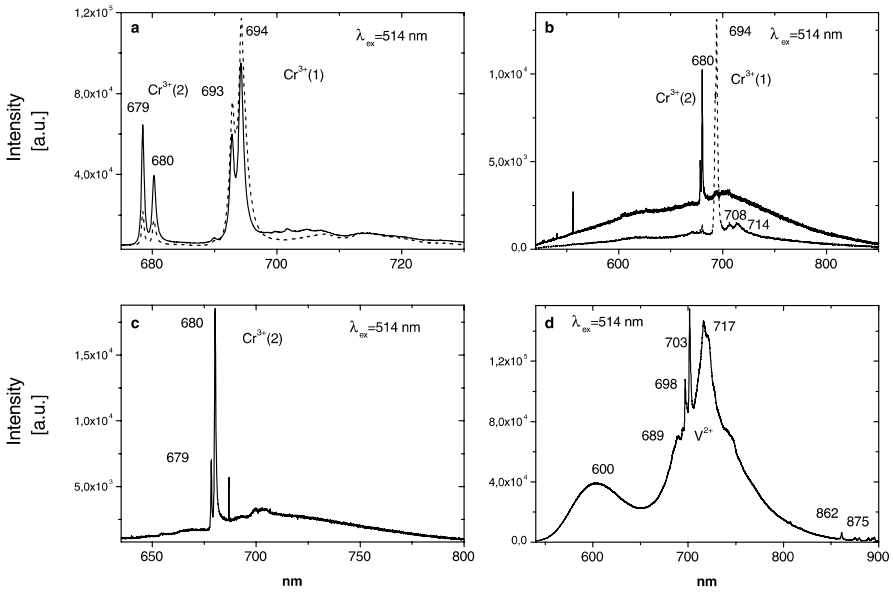 1,2x10⁵
8,0x10⁴
4,0x10⁴
Intensity
[a.u.]
a
694
λex=514 nm
Cr³⁺(2)
Cr³⁺(1)
693
679
680
680
700
720
b
694
λex=514 nm
680
Cr³⁺(1)
Cr³⁺(2)
708
714
1,0x10⁴
5,0x10³
0,0
600
700
800
c
680
Cr³⁺(2)
λex=514 nm
679
1,5x10⁴
1,0x10⁴
5,0x10³
Intensity
[a.u.]
650
700
750
800
nm
d
λex=514 nm
717
703
698
689
V²⁺
600
862
875
1,2x10⁵
8,0x10⁴
4,0x10⁴
0,0
600
700
800
900
nm